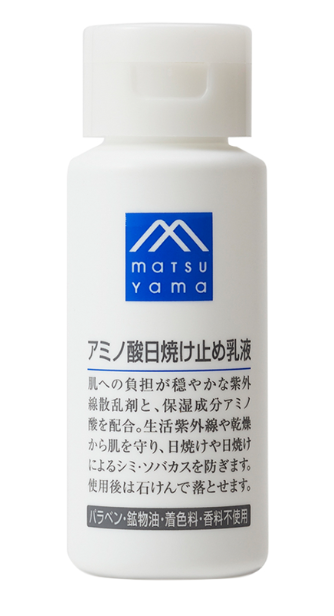 matsu
yama
アミノ酸日焼け止め乳液
肌への負担が穏やかな紫外
線散乱剤と、保湿成分アミノ
酸を配合。生活紫外線や乾燥
から肌を守り、日焼けや日焼け
によるシミ・ソバカスを防ぎます。
使用後は石けんで落とせます。
パラベン・鉱物油・着色料・香料不使用